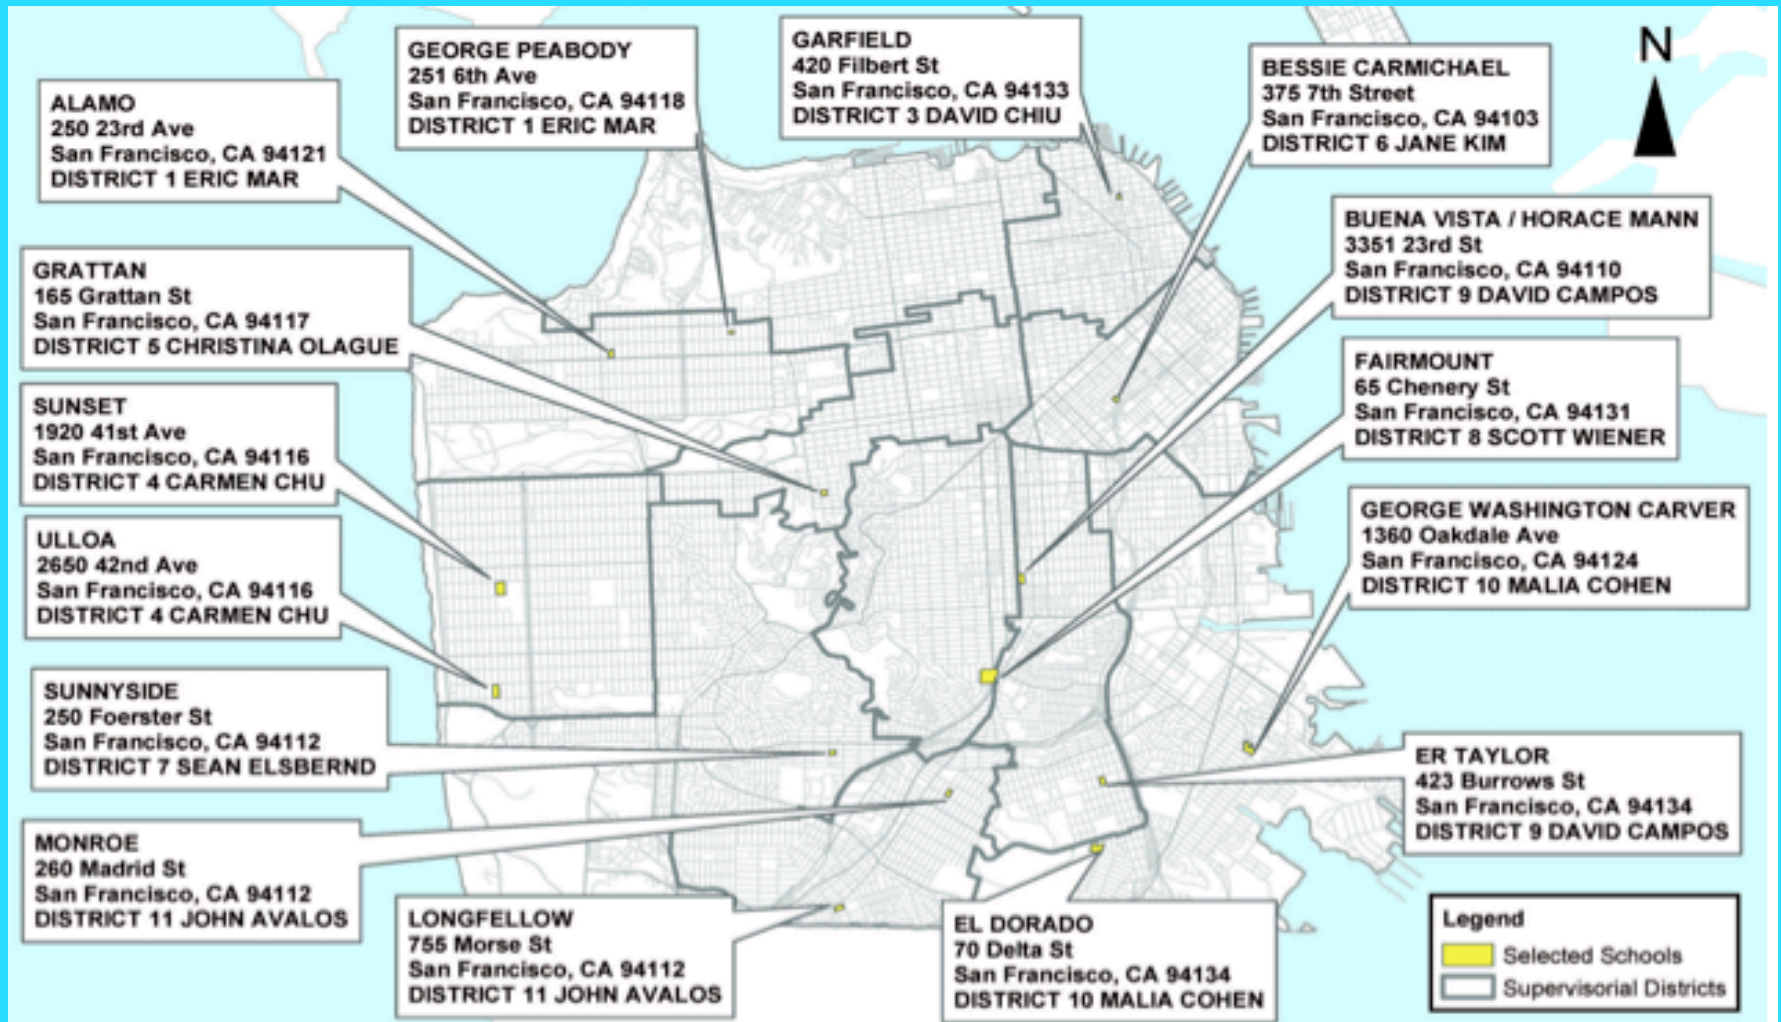 GEORGE PEABODY
251 6th Ave
San Francisco, CA 94118
DISTRICT 1 ERIC MAR
GARFIELD
420 Filbert St
San Francisco, CA 94133
DISTRICT 3 DAVID CHIU
N
BESSIE CARMICHAEL
375 7th Street
San Francisco, CA 94103
DISTRICT 6 JANE KIM
ALAMO
250 23rd Ave
San Francisco, CA 94121
DISTRICT 1 ERIC MAR
BUENA VISTA / HORACE MANN
3351 23rd St
San Francisco, CA 94110
DISTRICT 9 DAVID CAMPOS
GRATTAN
165 Grattan St
San Francisco, CA 94117
DISTRICT 5 CHRISTINA OLAGUE
FAIRMOUNT
65 Chenery St
San Francisco, CA 94131
DISTRICT 8 SCOTT WIENER
SUNSET
1920 41st Ave
San Francisco, CA 94116
DISTRICT 4 CARMEN CHU
GEORGE WASHINGTON CARVER
1360 Oakdale Ave
San Francisco, CA 94124
DISTRICT 10 MALIA COHEN
ULLOA
2650 42nd Ave
San Francisco, CA 94116
DISTRICT 4 CARMEN CHU
SUNNYSIDE
250 Foerster St
San Francisco, CA 94112
DISTRICT 7 SEAN ELSBERND
ER TAYLOR
423 Burrows St
San Francisco, CA 94134
DISTRICT 9 DAVID CAMPOS
MONROE
260 Madrid St
San Francisco, CA 94112
DISTRICT 11 JOHN AVALOS
LONGFELLOW
755 Morse St
San Francisco, CA 94112
DISTRICT 11 JOHN AVALOS
EL DORADO
70 Delta St
San Francisco, CA 94134
DISTRICT 10 MALIA COHEN
Legend
Selected Schools
Supervisorial Districts